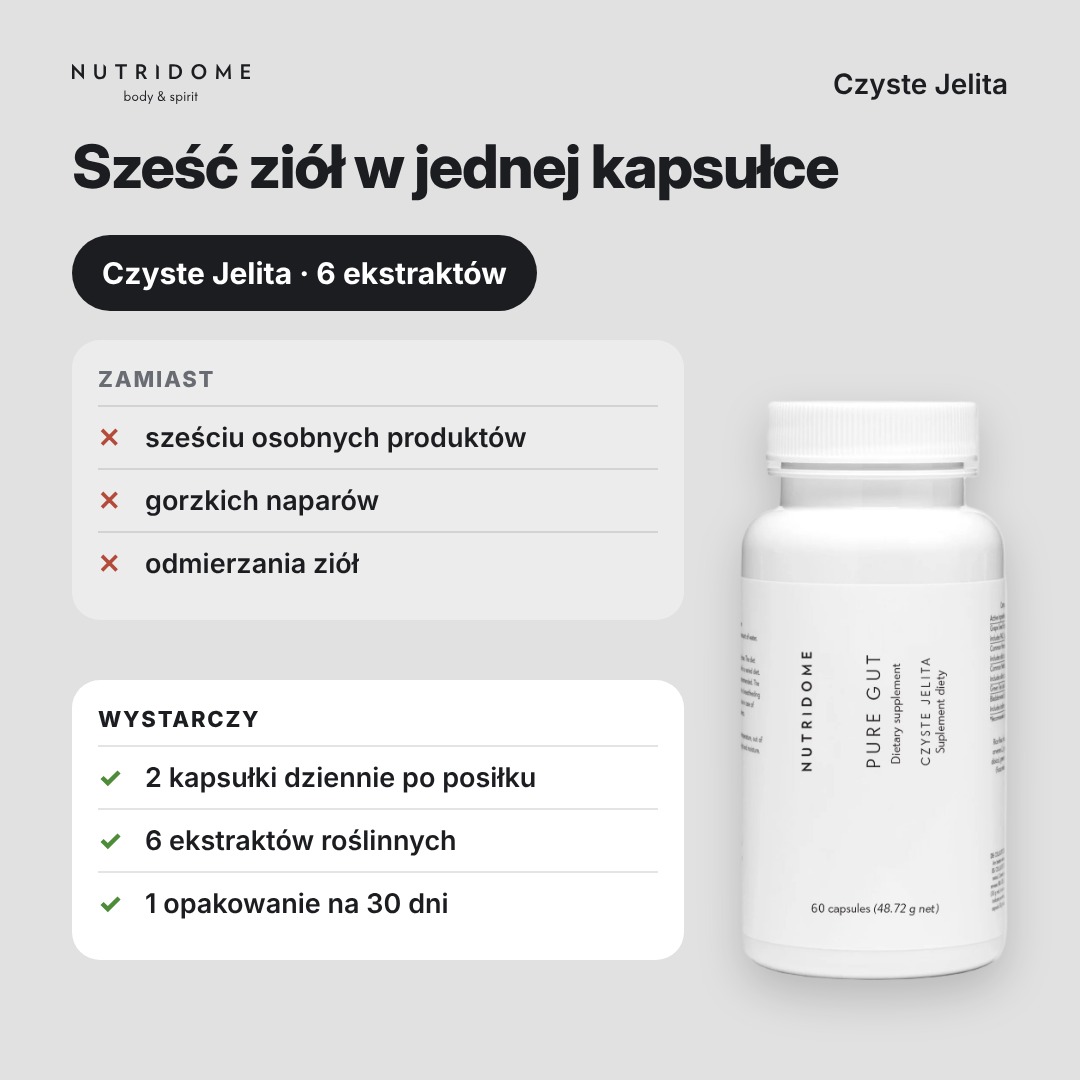 NUTRIDOME
body & spirit
Czyste Jelita
Sześć ziół w jednej kapsułce
Czyste Jelita · 6 ekstraktów
ZAMIAST
✕ sześciu osobnych produktów
✕ gorzkich naparów
✕ odmierzania ziół
WYSTARCZY
✓ 2 kapsułki dziennie po posiłku
✓ 6 ekstraktów roślinnych
✓ 1 opakowanie na 30 dni
NUTRIDOME
PURE GUT
Dietary supplement
CZYSTE JELITA
Suplement diety
60 capsules (48.72 g net)